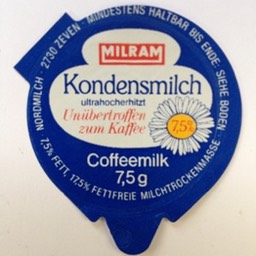 MILRAM
Kondensmilch
ultrahocherhitzt
Unübertroffen
zum Kaffee
7,5%
Coffeemilk
7,5 g
NORDMILCH - 2730 ZEVEN - MINDESTENS HALTBAR BIS ENDE: SIEHE BODEN -
7,5% FETT, 17,5% FETTFREIE MILCHTROCKENMASSE -